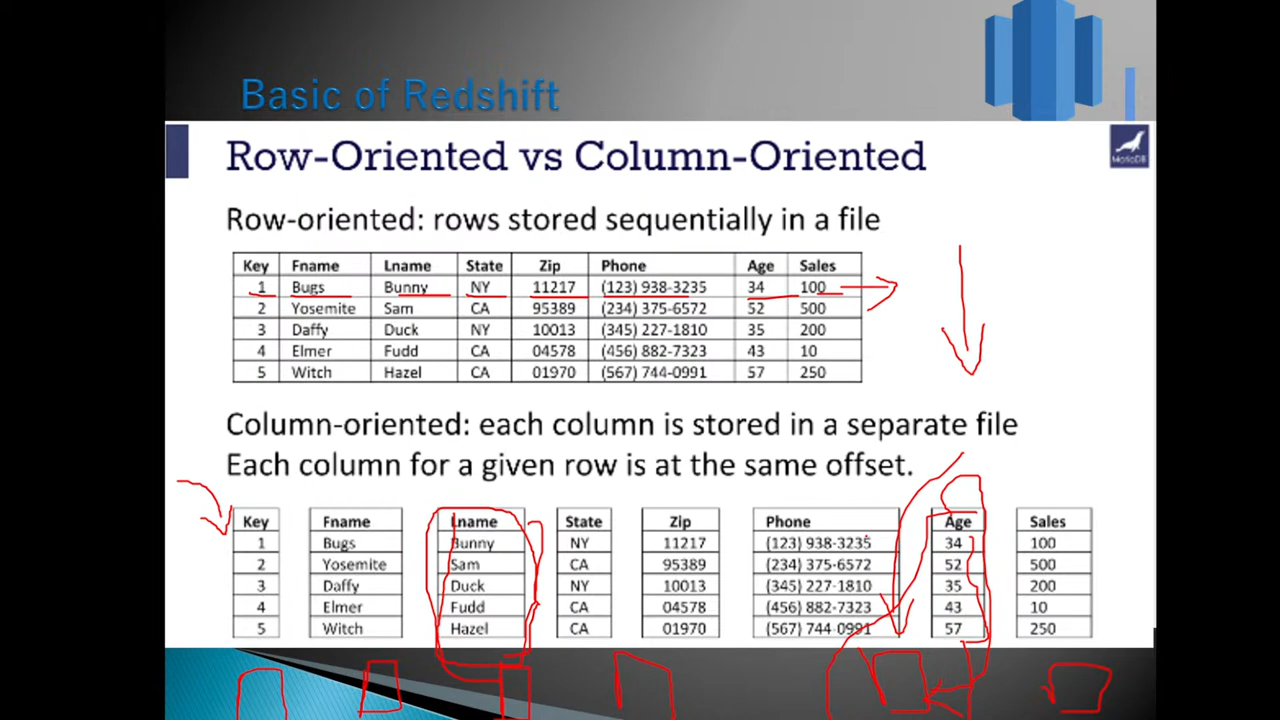 Basic of Redshift
Row-Oriented vs Column-Oriented
MariaDB
Row-oriented: rows stored sequentially in a file
Key Fname Lname State Zip Phone Age Sales
1 Bugs Bunny NY 11217 (123) 938-3235 34 100
2 Yosemite Sam CA 95389 (234) 375-6572 52 500
3 Daffy Duck NY 10013 (345) 227-1810 35 200
4 Elmer Fudd CA 04578 (456) 882-7323 43 10
5 Witch Hazel CA 01970 (567) 744-0991 57 250
Column-oriented: each column is stored in a separate file
Each column for a given row is at the same offset.
Key Fname Lname State Zip Phone Age Sales
1 Bugs Bunny NY 11217 (123) 938-3235 34 100
2 Yosemite Sam CA 95389 (234) 375-6572 52 500
3 Daffy Duck NY 10013 (345) 227-1810 35 200
4 Elmer Fudd CA 04578 (456) 882-7323 43 10
5 Witch Hazel CA 01970 (567) 744-0991 57 250